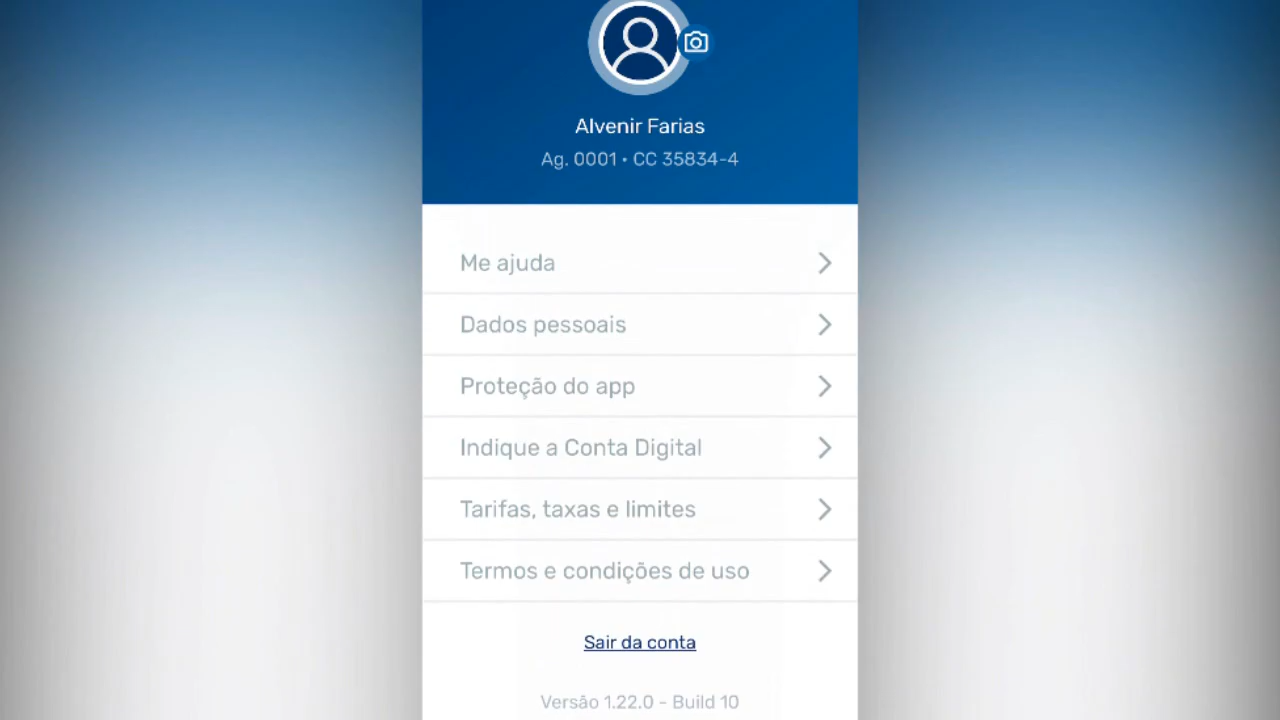 Alvenir Farias
Ag. 0001 • CC 35834-4
Me ajuda
Dados pessoais
Proteção do app
Indique a Conta Digital
Tarifas, taxas e limites
Termos e condições de uso
Sair da conta
Versão 1.22.0 - Build 10